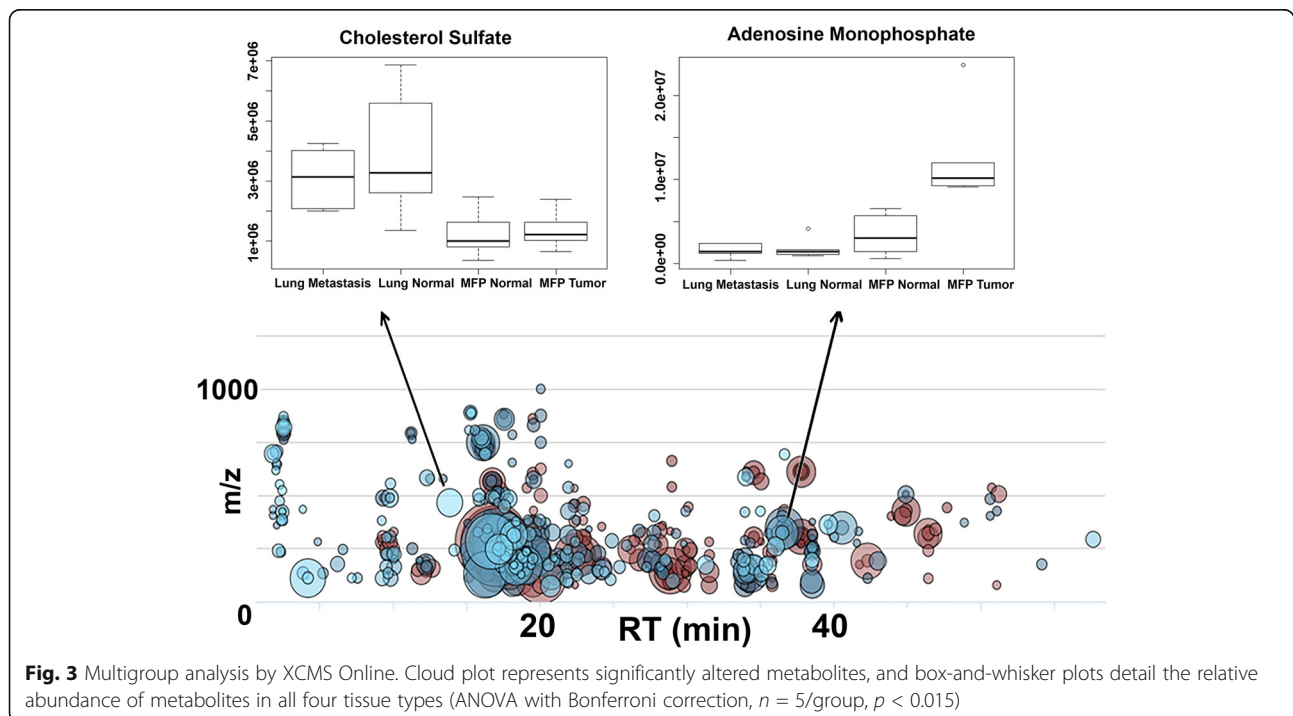 Cholesterol Sulfate
7e+06
5e+06
3e+06
1e+06
Lung Metastasis Lung Normal MFP Normal MFP Tumor
Adenosine Monophosphate
2.0e+07
1.0e+07
0.0e+00
Lung Metastasis Lung Normal MFP Normal MFP Tumor
1000
m/z
0
20
RT (min)
40
Fig. 3 Multigroup analysis by XCMS Online. Cloud plot represents significantly altered metabolites, and box-and-whisker plots detail the relative
abundance of metabolites in all four tissue types (ANOVA with Bonferroni correction, n = 5/group, p < 0.015)